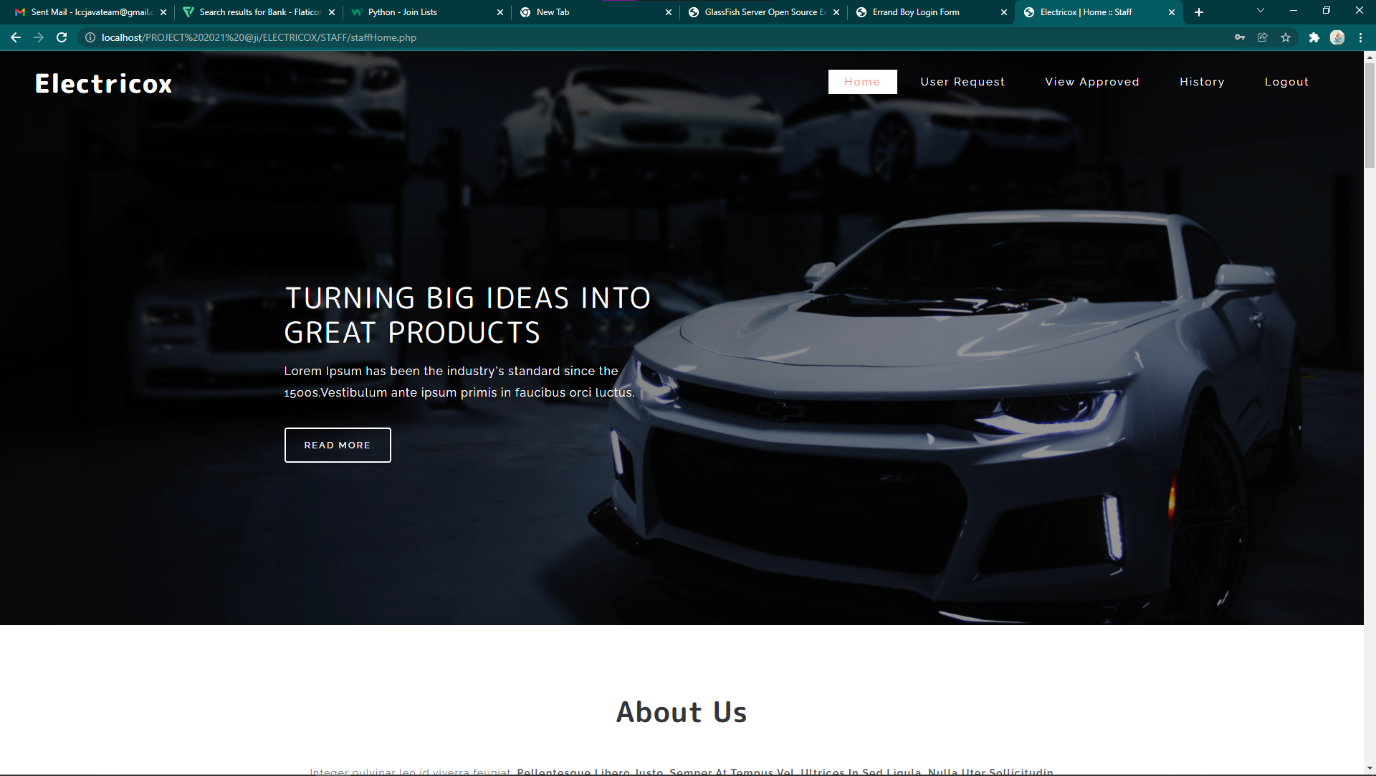 Sent Mail - lccjavateam@gmail.c
Search results for Bank - Flaticon
Python - Join Lists
New Tab
GlassFish Server Open Source Ed
Errand Boy Login Form
Electricox | Home :: Staff
localhost/PROJECT%202021%20@ji/ELECTRICOX/STAFF/staffHome.php
Electricox
Home
User Request
View Approved
History
Logout
TURNING BIG IDEAS INTO
GREAT PRODUCTS
Lorem Ipsum has been the industry's standard since the
1500s.Vestibulum ante ipsum primis in faucibus orci luctus.
READ MORE
About Us
Integer pulvinar leo id viverra feugiat. Pellentesque Libero Justo, Semper At Tempus Vel, Ultrices In Sed Ligula. Nulla Uter Sollicitudin